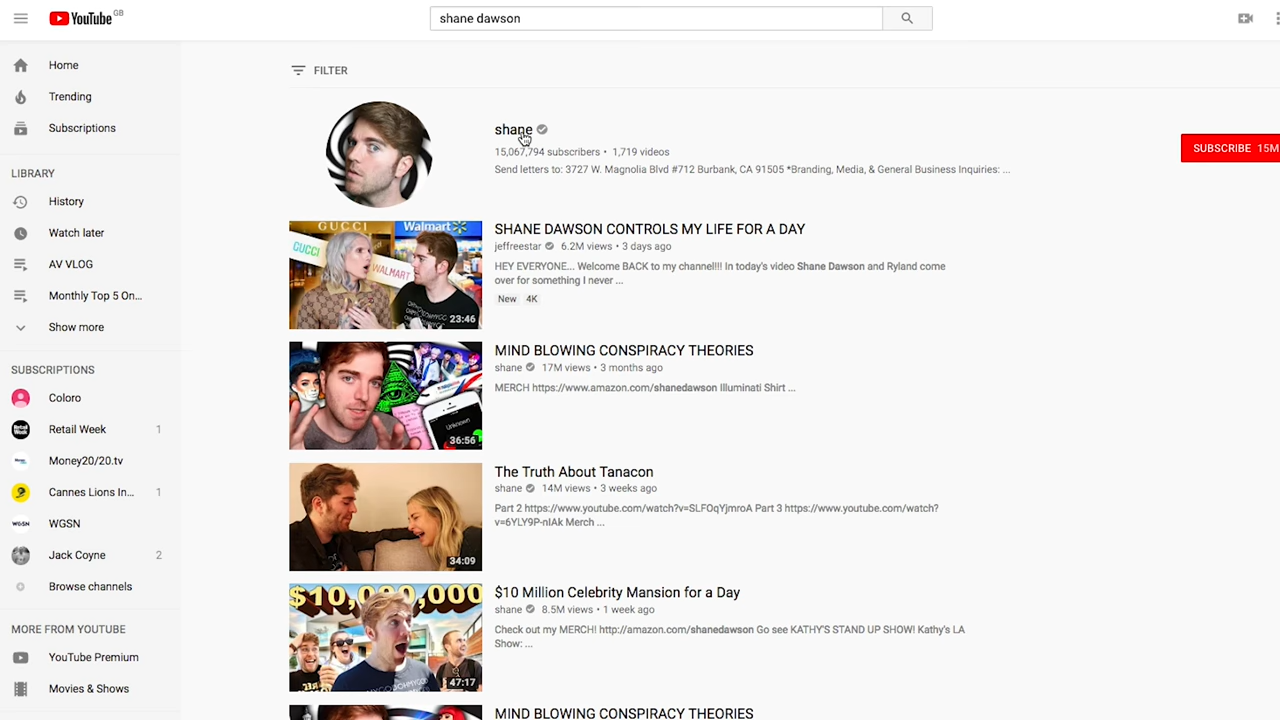 YouTube GB
shane dawson
Home
Trending
Subscriptions
LIBRARY
History
Watch later
AV VLOG
Monthly Top 5 On...
Show more
SUBSCRIPTIONS
Coloro
Retail Week 1
Money20/20.tv
Cannes Lions In... 1
WGSN
Jack Coyne 2
Browse channels
MORE FROM YOUTUBE
YouTube Premium
Movies & Shows
FILTER
shane
15,067,794 subscribers • 1,719 videos
Send letters to: 3727 W. Magnolia Blvd #712 Burbank, CA 91505 *Branding, Media, & General Business Inquiries: ...
SUBSCRIBE 15M
GUCCI
Walmart
GUCCI
WALMART
23:46
SHANE DAWSON CONTROLS MY LIFE FOR A DAY
jeffreestar 6.2M views • 3 days ago
HEY EVERYONE... Welcome BACK to my channel!!! In today's video Shane Dawson and Ryland come
over for something I never ...
New 4K
Unknown
36:56
MIND BLOWING CONSPIRACY THEORIES
shane 17M views • 3 months ago
MERCH https://www.amazon.com/shanedawson Illuminati Shirt ...
34:09
The Truth About Tanacon
shane 14M views • 3 weeks ago
Part 2 https://www.youtube.com/watch?v=SLFOqYjmroA Part 3 https://www.youtube.com/watch?
v=6YLY9P-nIAk Merch ...
$10,000,000
47:17
$10 Million Celebrity Mansion for a Day
shane 8.5M views • 1 week ago
Check out my MERCH! http://amazon.com/shanedawson Go see KATHY'S STAND UP SHOW! Kathy's LA
Show: ...
MIND BLOWING CONSPIRACY THEORIES